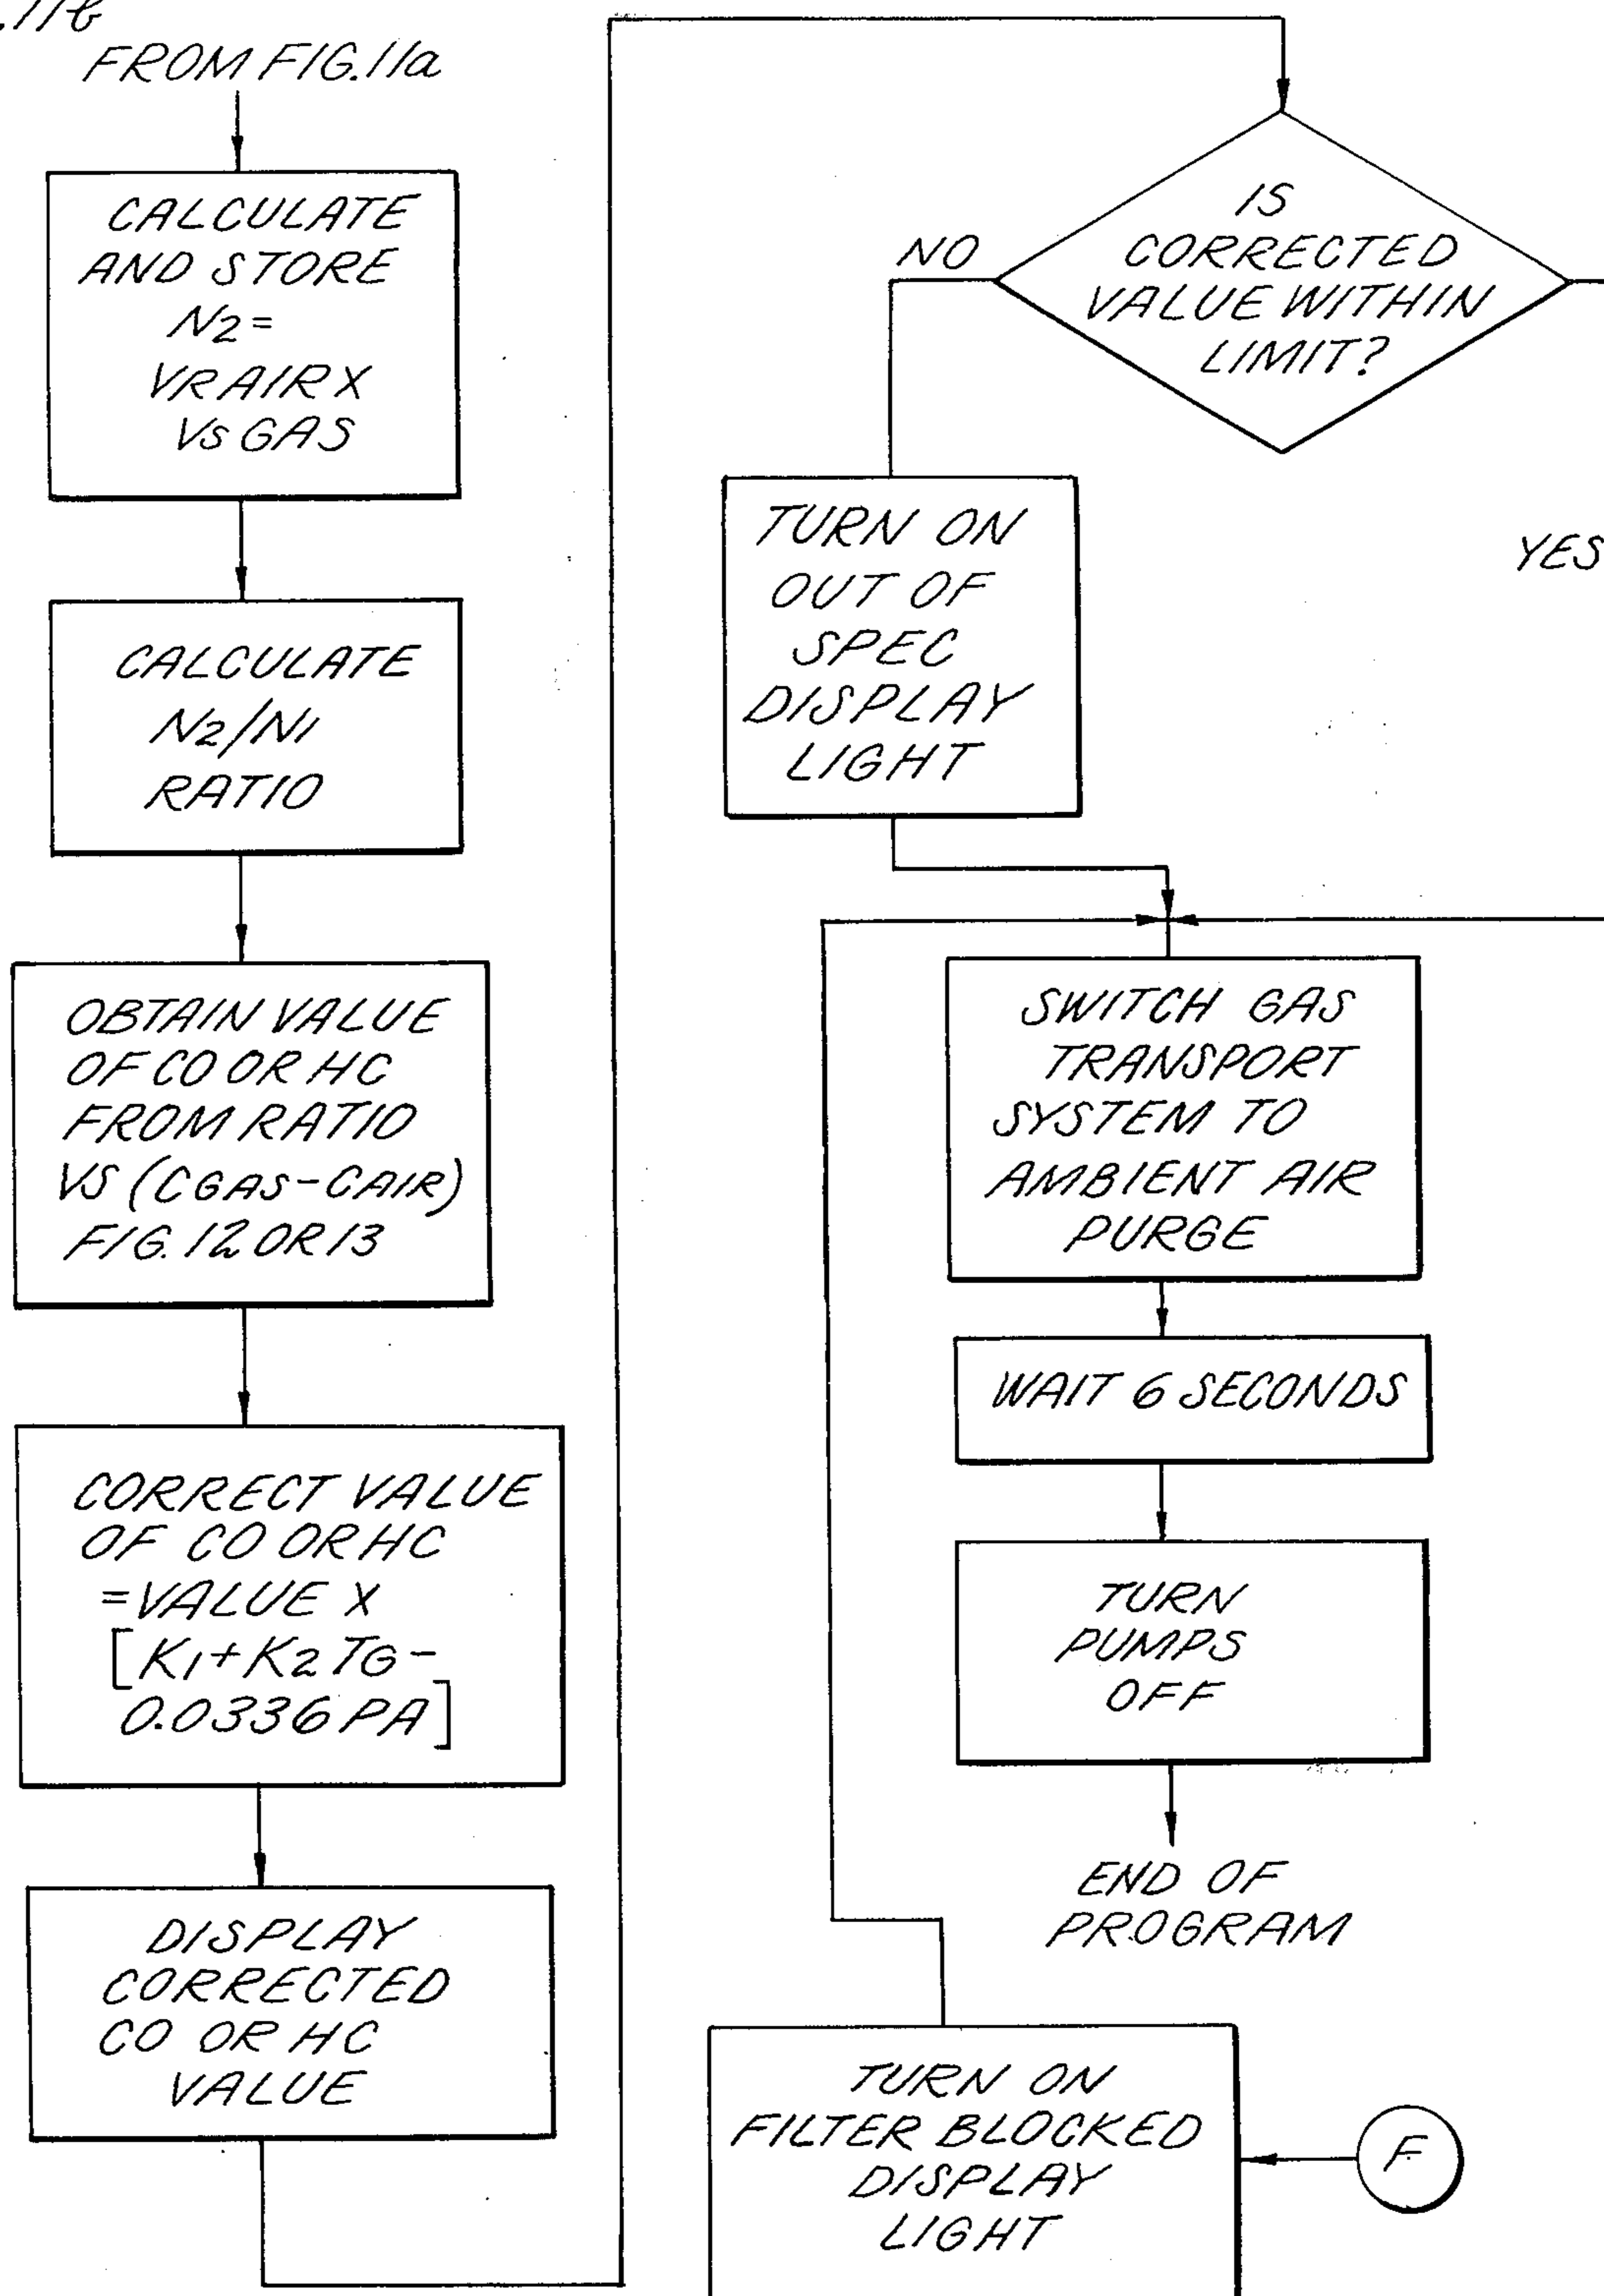 FROM FIG. 11a
CALCULATE
AND STORE
N2=
VRAIR X
VS GAS
CALCULATE
N2/N1
RATIO
OBTAIN VALUE
OF CO OR HC
FROM RATIO
VS (CGAS-CAIR)
FIG. 12 OR 13
CORRECT VALUE
OF CO OR HC
=VALUE X
[K1+K2 TG-
0.0336 PA]
DISPLAY
CORRECTED
CO OR HC
VALUE
IS
CORRECTED
VALUE WITHIN
LIMIT?
NO
YES
TURN ON
OUT OF
SPEC
DISPLAY
LIGHT
SWITCH GAS
TRANSPORT
SYSTEM TO
AMBIENT AIR
PURGE
WAIT 6 SECONDS
TURN
PUMPS
OFF
END OF
PROGRAM
TURN ON
FILTER BLOCKED
DISPLAY
LIGHT
F